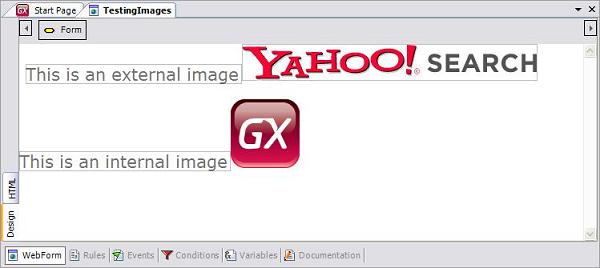 GX Start Page TestingImages
Form
This is an external image YAHOO! SEARCH
GX
This is an internal image
HTML
Design
WebForm Rules Events Conditions Variables Documentation